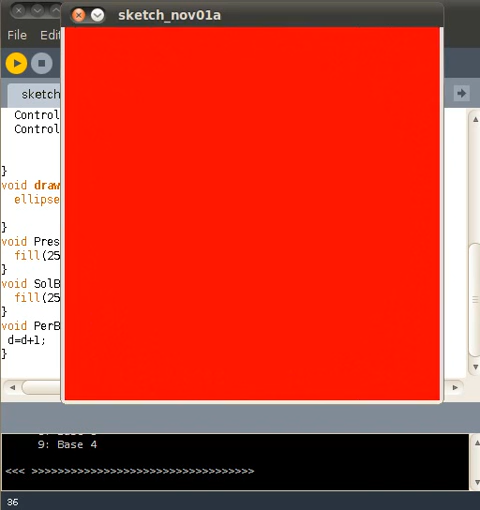 sketch_nov01a
File Edit
sketch
Control
Control
}
void draw
ellipse
}
void Pres
fill(25
}
void SolB
fill(25
}
void PerB
d=d+1;
}
9: Base 4
<<< >>>>>>>>>>>>>>>>>>>>>>>>>>>>>>>>>>
36